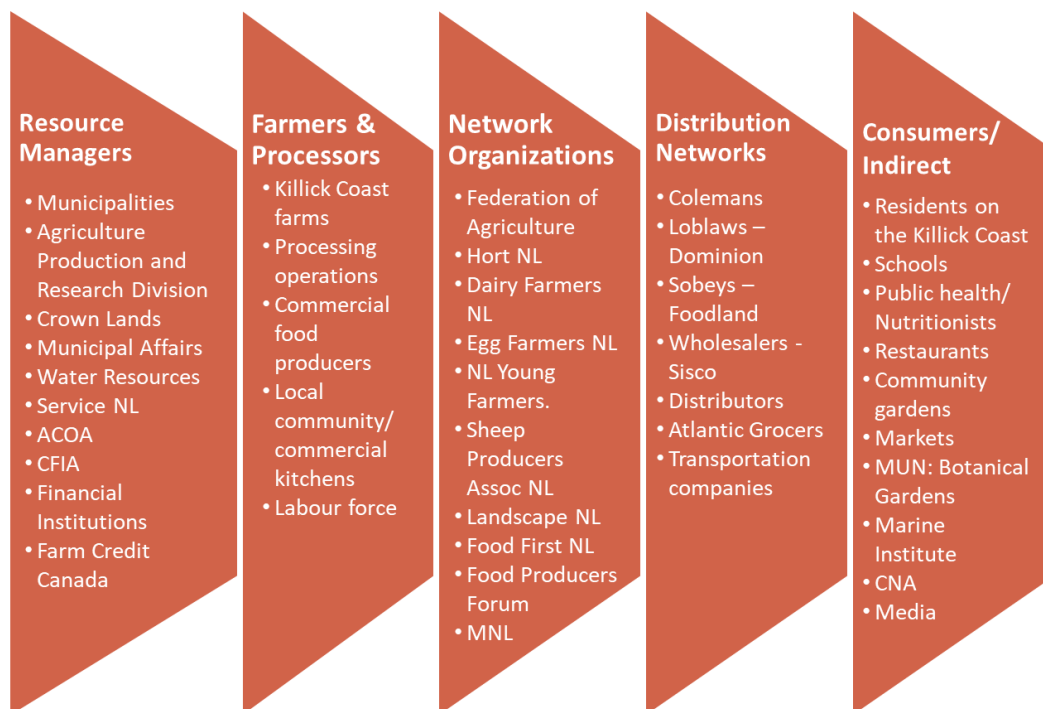 Resource
Managers
• Municipalities
• Agriculture
Production and
Research Division
• Crown Lands
• Municipal Affairs
• Water Resources
• Service NL
• ACOA
• CFIA
• Financial
Institutions
• Farm Credit
Canada
Farmers &
Processors
• Killick Coast
farms
• Processing
operations
• Commercial
food
producers
• Local
community/
commercial
kitchens
• Labour force
Network
Organizations
• Federation of
Agriculture
• Hort NL
• Dairy Farmers
NL
• Egg Farmers NL
• NL Young
Farmers.
• Sheep
Producers
Assoc NL
• Landscape NL
• Food First NL
• Food Producers
Forum
• MNL
Distribution
Networks
• Colemans
• Loblaws –
Dominion
• Sobeys –
Foodland
• Wholesalers -
Sisco
• Distributors
• Atlantic Grocers
• Transportation
companies
Consumers/
Indirect
• Residents on
the Killick Coast
• Schools
• Public health/
Nutritionists
• Restaurants
• Community
gardens
• Markets
• MUN: Botanical
Gardens
• Marine
Institute
• CNA
• Media